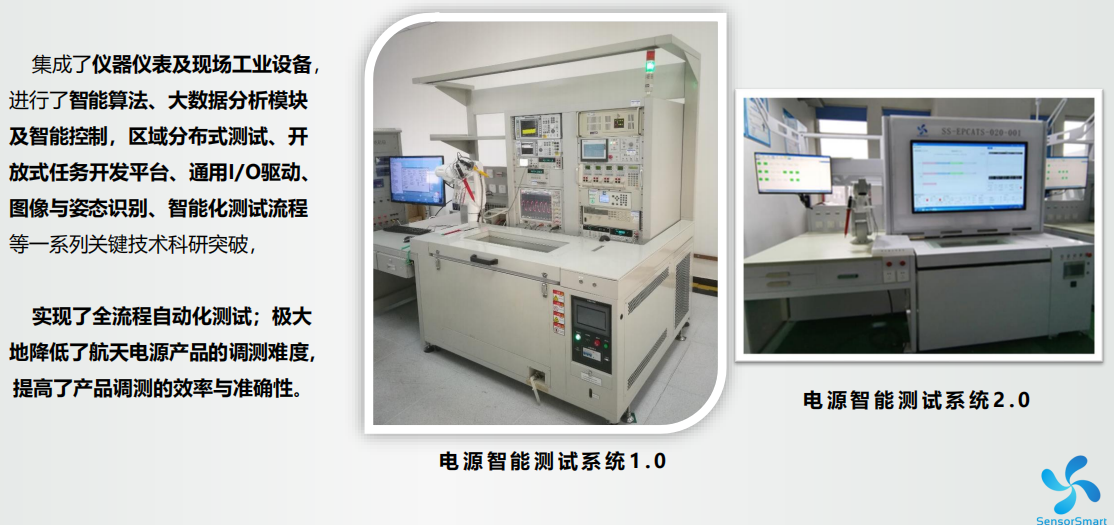 集成了仪器仪表及现场工业设备，
进行了智能算法、大数据分析模块
及智能控制，区域分布式测试、开
放式任务开发平台、通用I/O驱动、
图像与姿态识别、智能化测试流程
等一系列关键技术科研突破，
实现了全流程自动化测试；极大
地降低了航天电源产品的调测难度，
提高了产品调测的效率与准确性。
电源智能测试系统1.0
SS-EPCATS-020-001
电源智能测试系统2.0
SensorSmart